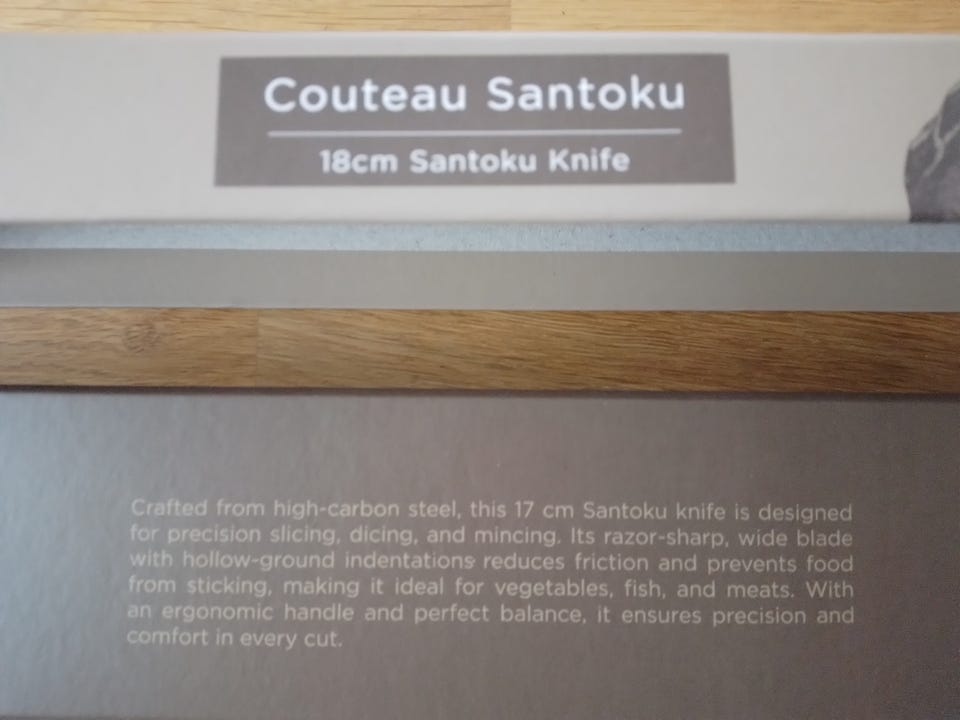 Couteau Santoku
18cm Santoku Knife
Crafted from high-carbon steel, this 17 cm Santoku knife is designed
for precision slicing, dicing, and mincing. Its razor-sharp, wide blade
with hollow-ground indentations reduces friction and prevents food
from sticking, making it ideal for vegetables, fish, and meats. With
an ergonomic handle and perfect balance, it ensures precision and
comfort in every cut.